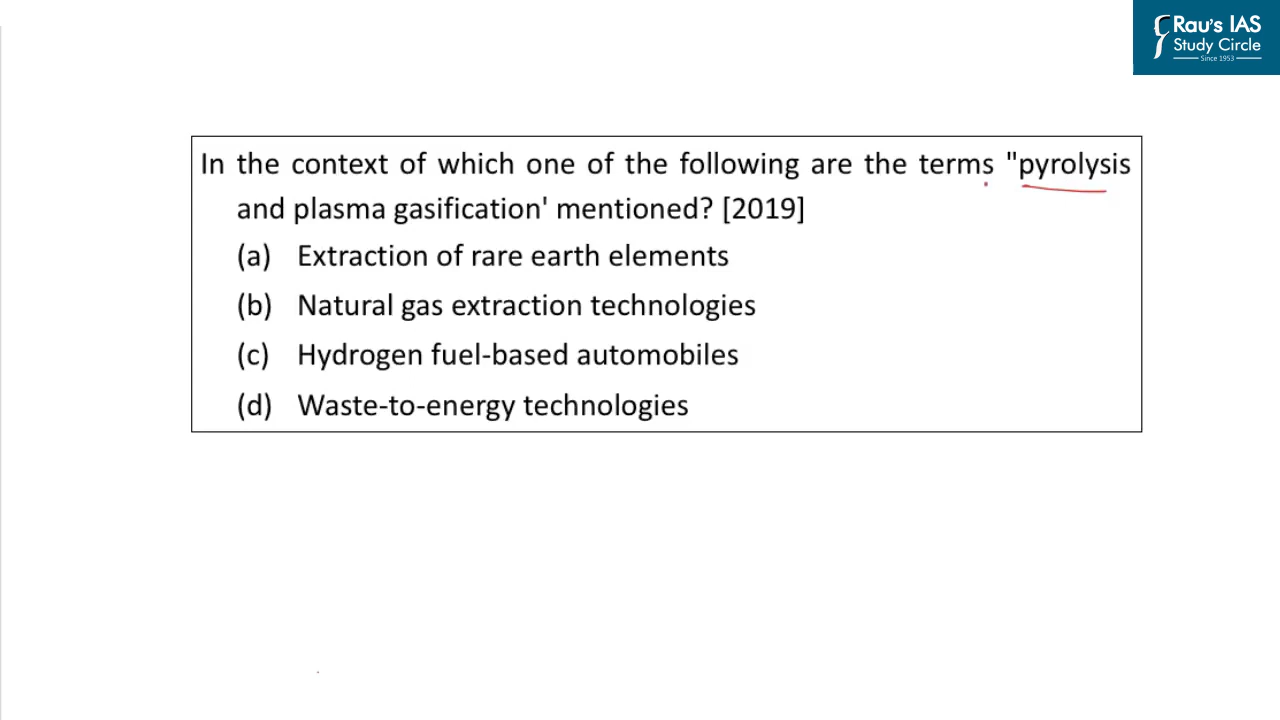 Rau's IAS
Study Circle
Since 1953
In the context of which one of the following are the terms "pyrolysis
and plasma gasification' mentioned? [2019]
(a) Extraction of rare earth elements
(b) Natural gas extraction technologies
(c) Hydrogen fuel-based automobiles
(d) Waste-to-energy technologies